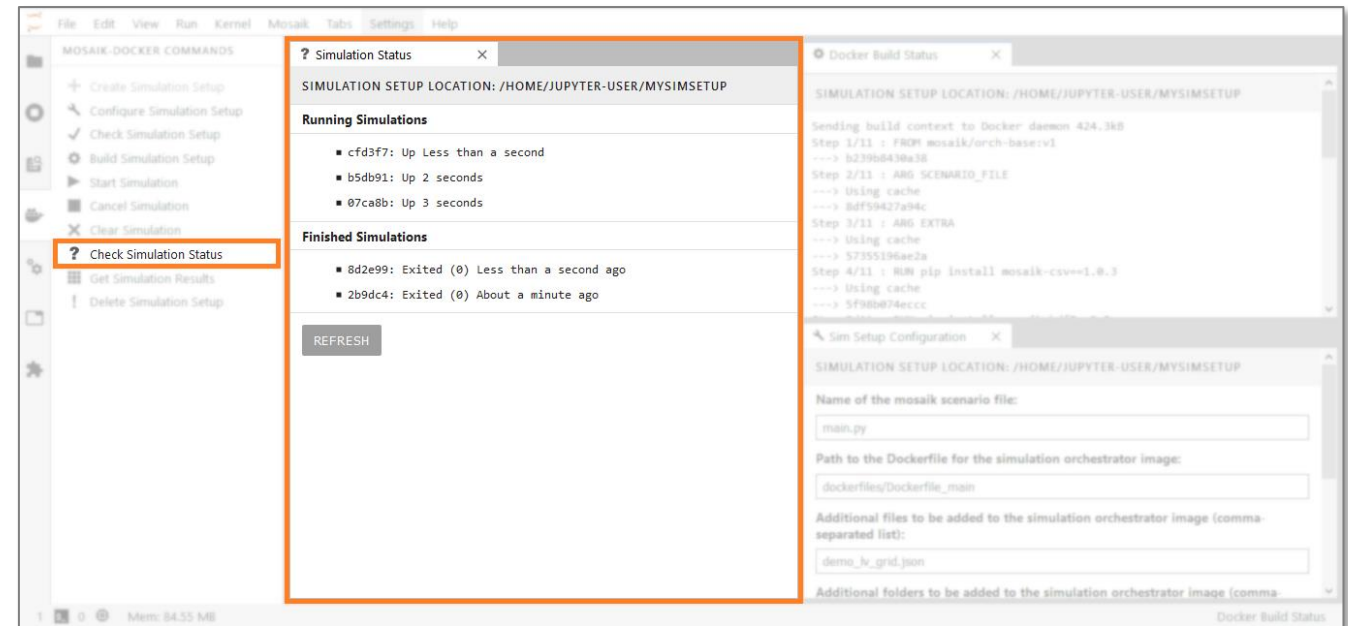 File Edit View Run Kernel Mosaik Tabs Settings Help
MOSAIK-DOCKER COMMANDS
Create Simulation Setup
Configure Simulation Setup
Check Simulation Setup
Build Simulation Setup
Start Simulation
Cancel Simulation
Clear Simulation
? Check Simulation Status
Get Simulation Results
! Delete Simulation Setup
? Simulation Status
SIMULATION SETUP LOCATION: /HOME/JUPYTER-USER/MYSIMSETUP
Running Simulations
▪ cfd3f7: Up Less than a second
▪ b5db91: Up 2 seconds
▪ 07ca8b: Up 3 seconds
Finished Simulations
▪ 8d2e99: Exited (0) Less than a second ago
▪ 2b9dc4: Exited (0) About a minute ago
REFRESH
Docker Build Status
SIMULATION SETUP LOCATION: /HOME/JUPYTER-USER/MYSIMSETUP
Sending build context to Docker daemon 424.3kB
Step 1/11 : FROM mosaik/orch-base:v1
---> b239b8430a38
Step 2/11 : ARG SCENARIO_FILE
---> Using cache
---> 8df59427a94c
Step 3/11 : ARG EXTRA
---> Using cache
---> 57355196ae2a
Step 4/11 : RUN pip install mosaik-csv==1.0.3
---> Using cache
---> 5f98b074eccc
Sim Setup Configuration
SIMULATION SETUP LOCATION: /HOME/JUPYTER-USER/MYSIMSETUP
Name of the mosaik scenario file:
main.py
Path to the Dockerfile for the simulation orchestrator image:
dockerfiles/Dockerfile_main
Additional files to be added to the simulation orchestrator image (comma-
separated list):
demo_lv_grid.json
Additional folders to be added to the simulation orchestrator image (comma-
1 0 Mem: 84.55 MB
Docker Build Status